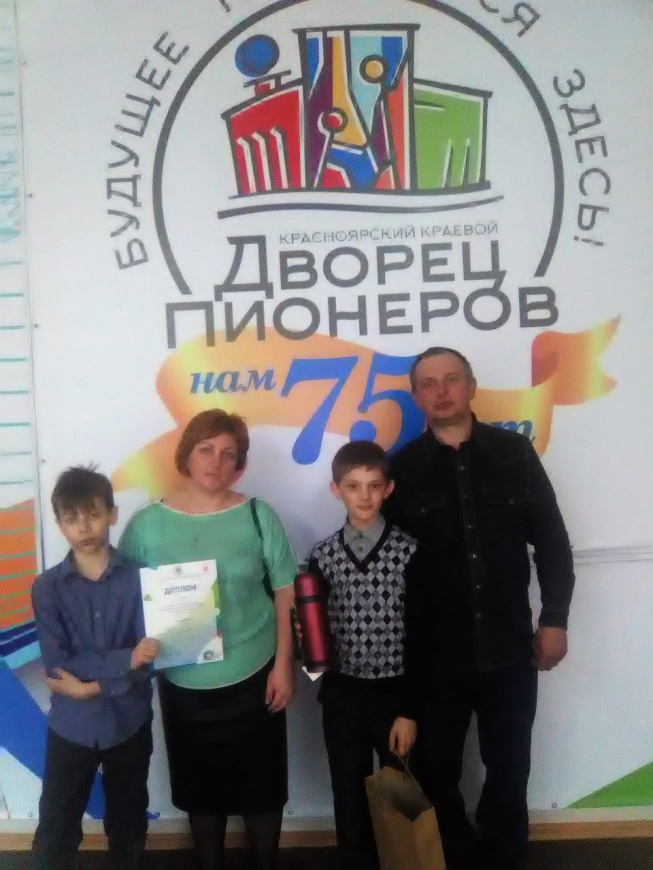 БУДУЩЕЕ
ЗДЕСЬ!
КРАСНОЯРСКИЙ КРАЕВОЙ
ДВОРЕЦ
ПИОНЕРОВ
нам 75
ДИПЛОМ